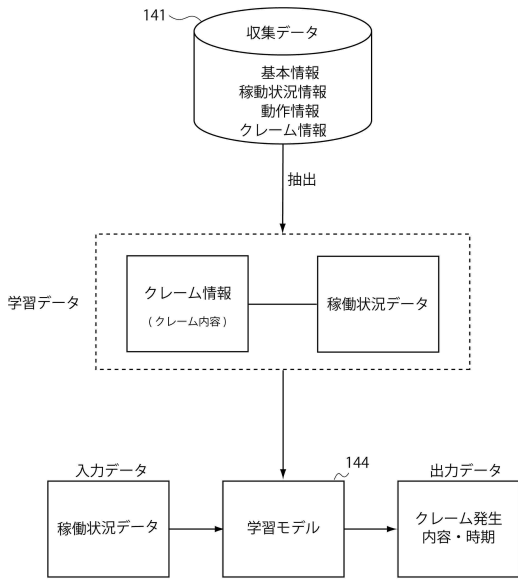 141
収集データ
基本情報
稼動状況情報
動作情報
クレーム情報
抽出
学習データ
クレーム情報
(クレーム内容)
稼働状況データ
入力データ
稼働状況データ
144
学習モデル
出力データ
クレーム発生
内容・時期